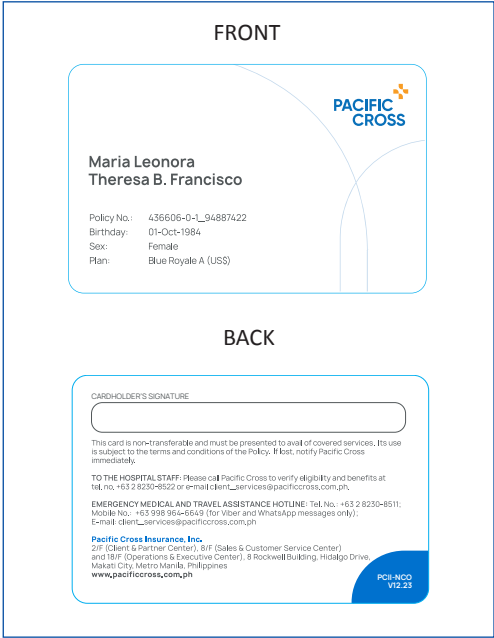 FRONT
PACIFIC
CROSS
Maria Leonora
Theresa B. Francisco
Policy No.: 436606-0-1_94887422
Birthday: 01-Oct-1984
Sex: Female
Plan: Blue Royale A (US$)
BACK
CARDHOLDER'S SIGNATURE
This card is non-transferable and must be presented to avail of covered services. Its use
is subject to the terms and conditions of the Policy. If lost, notify Pacific Cross
immediately.
TO THE HOSPITAL STAFF: Please call Pacific Cross to verify eligibility and benefits at
tel. no. +63 2 8230-8522 or e-mail client_services@pacificcross.com.ph.
EMERGENCY MEDICAL AND TRAVEL ASSISTANCE HOTLINE: Tel. No.: +63 2 8230-8511;
Mobile No.: +63 998 964-6649 (for Viber and WhatsApp messages only);
E-mail: client_services@pacificcross.com.ph
Pacific Cross Insurance, Inc.
2/F (Client & Partner Center), 8/F (Sales & Customer Service Center)
and 18/F (Operations & Executive Center), 8 Rockwell Building, Hidalgo Drive,
Makati City, Metro Manila, Philippines
www.pacificcross.com.ph
PCII-NCO
V12.23